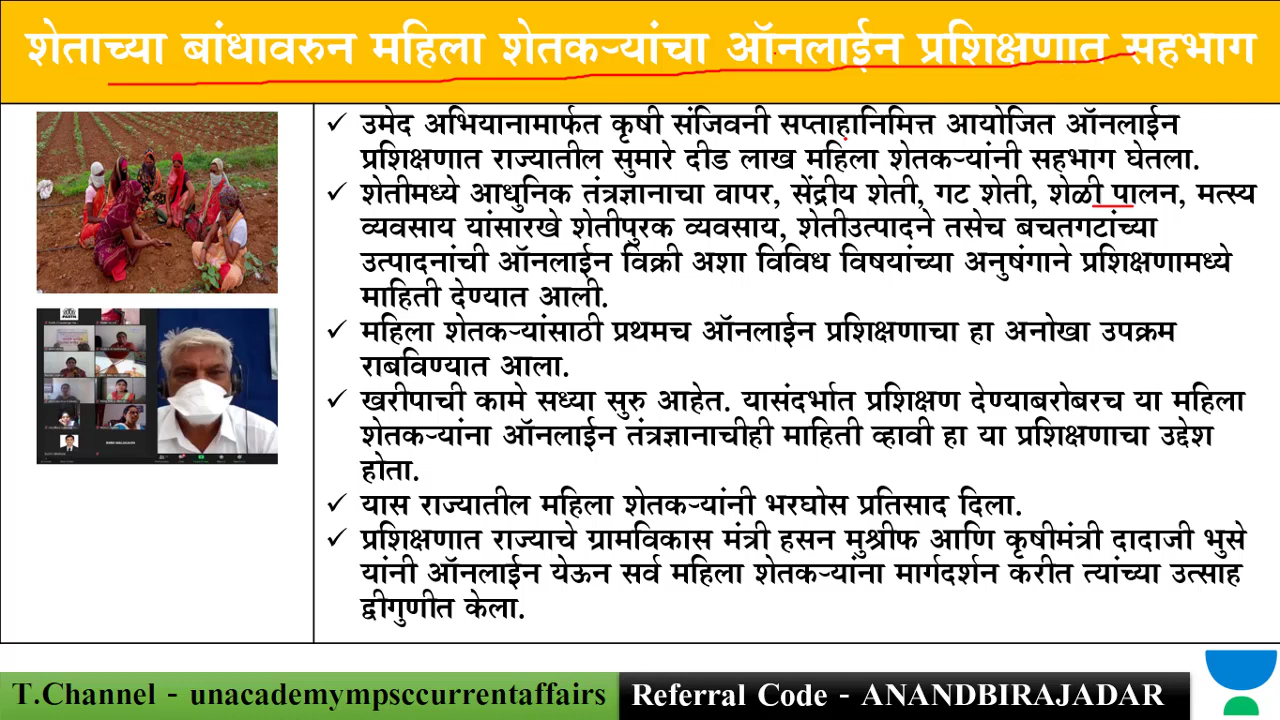 शेताच्या बांधावरुन महिला शेतकऱ्यांचा ऑनलाईन प्रशिक्षणात सहभाग
उमेद अभियानामार्फत कृषी संजिवनी सप्ताहानिमित्त आयोजित ऑनलाईन
प्रशिक्षणात राज्यातील सुमारे दीड लाख महिला शेतकऱ्यांनी सहभाग घेतला.
शेतीमध्ये आधुनिक तंत्रज्ञानाचा वापर, सेंद्रीय शेती, गट शेती, शेळी पालन, मत्स्य
व्यवसाय यांसारखे शेतीपुरक व्यवसाय, शेतीउत्पादने तसेच बचतगटांच्या
उत्पादनांची ऑनलाईन विक्री अशा विविध विषयांच्या अनुषंगाने प्रशिक्षणामध्ये
माहिती देण्यात आली.
महिला शेतकऱ्यांसाठी प्रथमच ऑनलाईन प्रशिक्षणाचा हा अनोखा उपक्रम
राबविण्यात आला.
खरीपाची कामे सध्या सुरु आहेत. यासंदर्भात प्रशिक्षण देण्याबरोबरच या महिला
शेतकऱ्यांना ऑनलाईन तंत्रज्ञानाचीही माहिती व्हावी हा या प्रशिक्षणाचा उद्देश
होता.
यास राज्यातील महिला शेतकऱ्यांनी भरघोस प्रतिसाद दिला.
प्रशिक्षणात राज्याचे ग्रामविकास मंत्री हसन मुश्रीफ आणि कृषीमंत्री दादाजी भुसे
यांनी ऑनलाईन येऊन सर्व महिला शेतकऱ्यांना मार्गदर्शन करीत त्यांच्या उत्साह
द्वीगुणीत केला.
T.Channel - unacademympsccurrentaffairs
Referral Code - ANANDBIRAJADAR